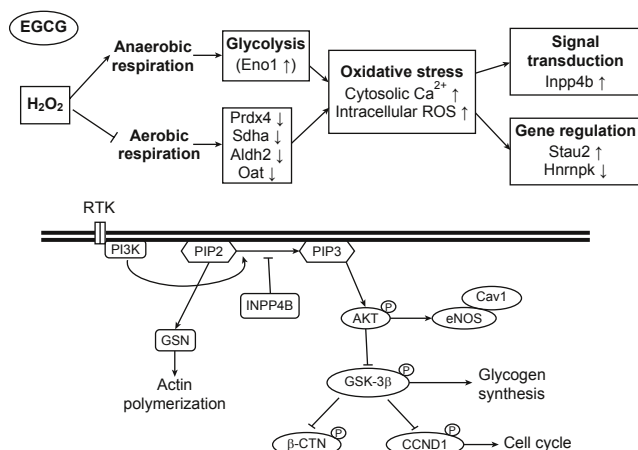 EGCG
Anaerobic
respiration
Glycolysis
(Eno1 ↑)
H₂O₂
Aerobic
respiration
Prdx4 ↓
Sdha ↓
Aldh2 ↓
Oat ↓
Oxidative stress
Cytosolic Ca²⁺ ↑
Intracellular ROS ↑
Signal
transduction
Inpp4b ↑
Gene regulation
Stau2 ↑
Hnrnpk ↓
RTK
PI3K
PIP2
PIP3
INPP4B
GSN
Actin
polymerization
AKT
P
eNOS
Cav1
GSK-3β
P
Glycogen
synthesis
β-CTN
P
CCND1
P
Cell cycle